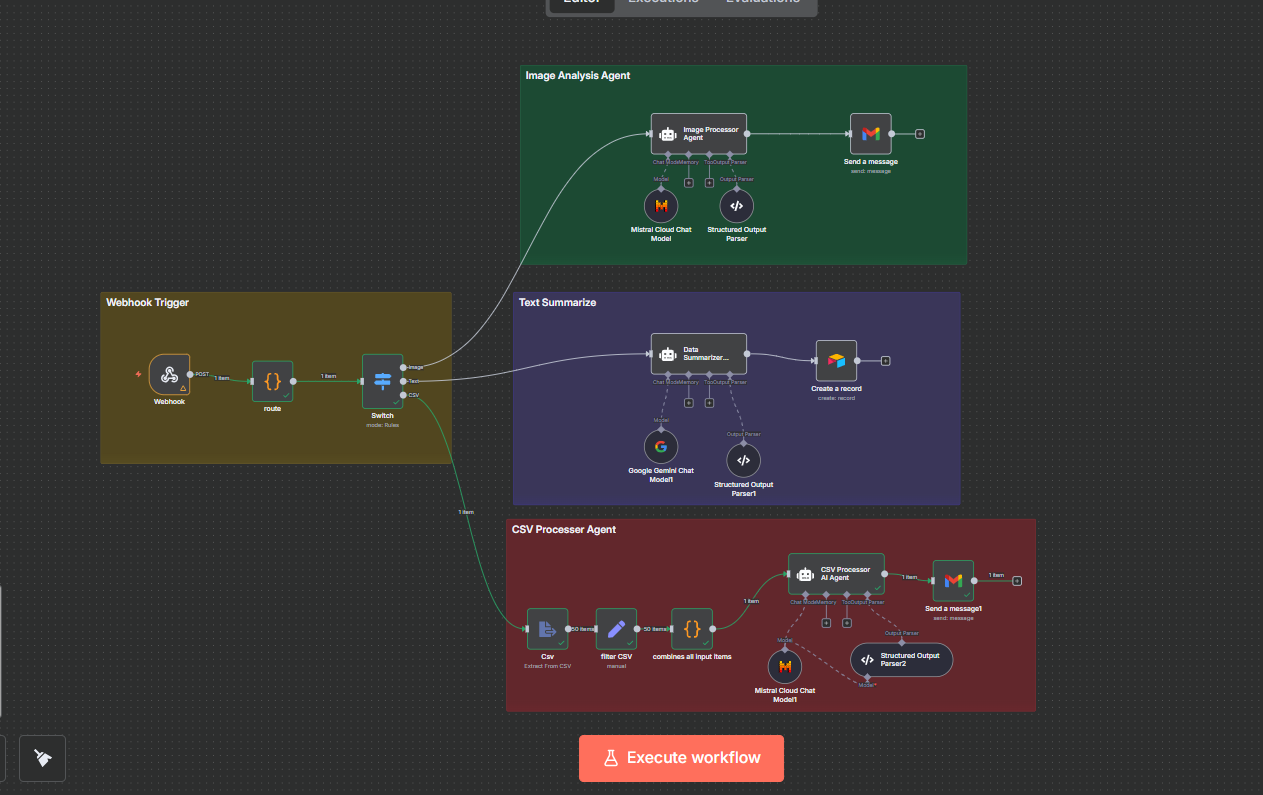 Editor Executions Evaluations
Image Analysis Agent
Image Processor
Agent
Chat Model
Memory
Tool
Output Parser
Send a message
send: message
Model
Output Parser
Mistral Cloud Chat
Model
Structured Output
Parser
Webhook Trigger
POST
1 item
Webhook
route
1 item
Image
Text
CSV
Switch
mode: Rules
Text Summarize
Data
Summarizer...
Chat Model
Memory
Tool
Output Parser
Create a record
create: record
Model
Output Parser
Google Gemini Chat
Model1
Structured Output
Parser1
1 item
CSV Processer Agent
Csv
Extract From CSV
50 items
filter CSV
manual
50 items
combines all input items
1 item
CSV Processor
AI Agent
Chat Model
Memory
Tool
Output Parser
1 item
Send a message1
send: message
1 item
Model
Output Parser
Mistral Cloud Chat
Model1
Structured Output
Parser2
Model*
Execute workflow